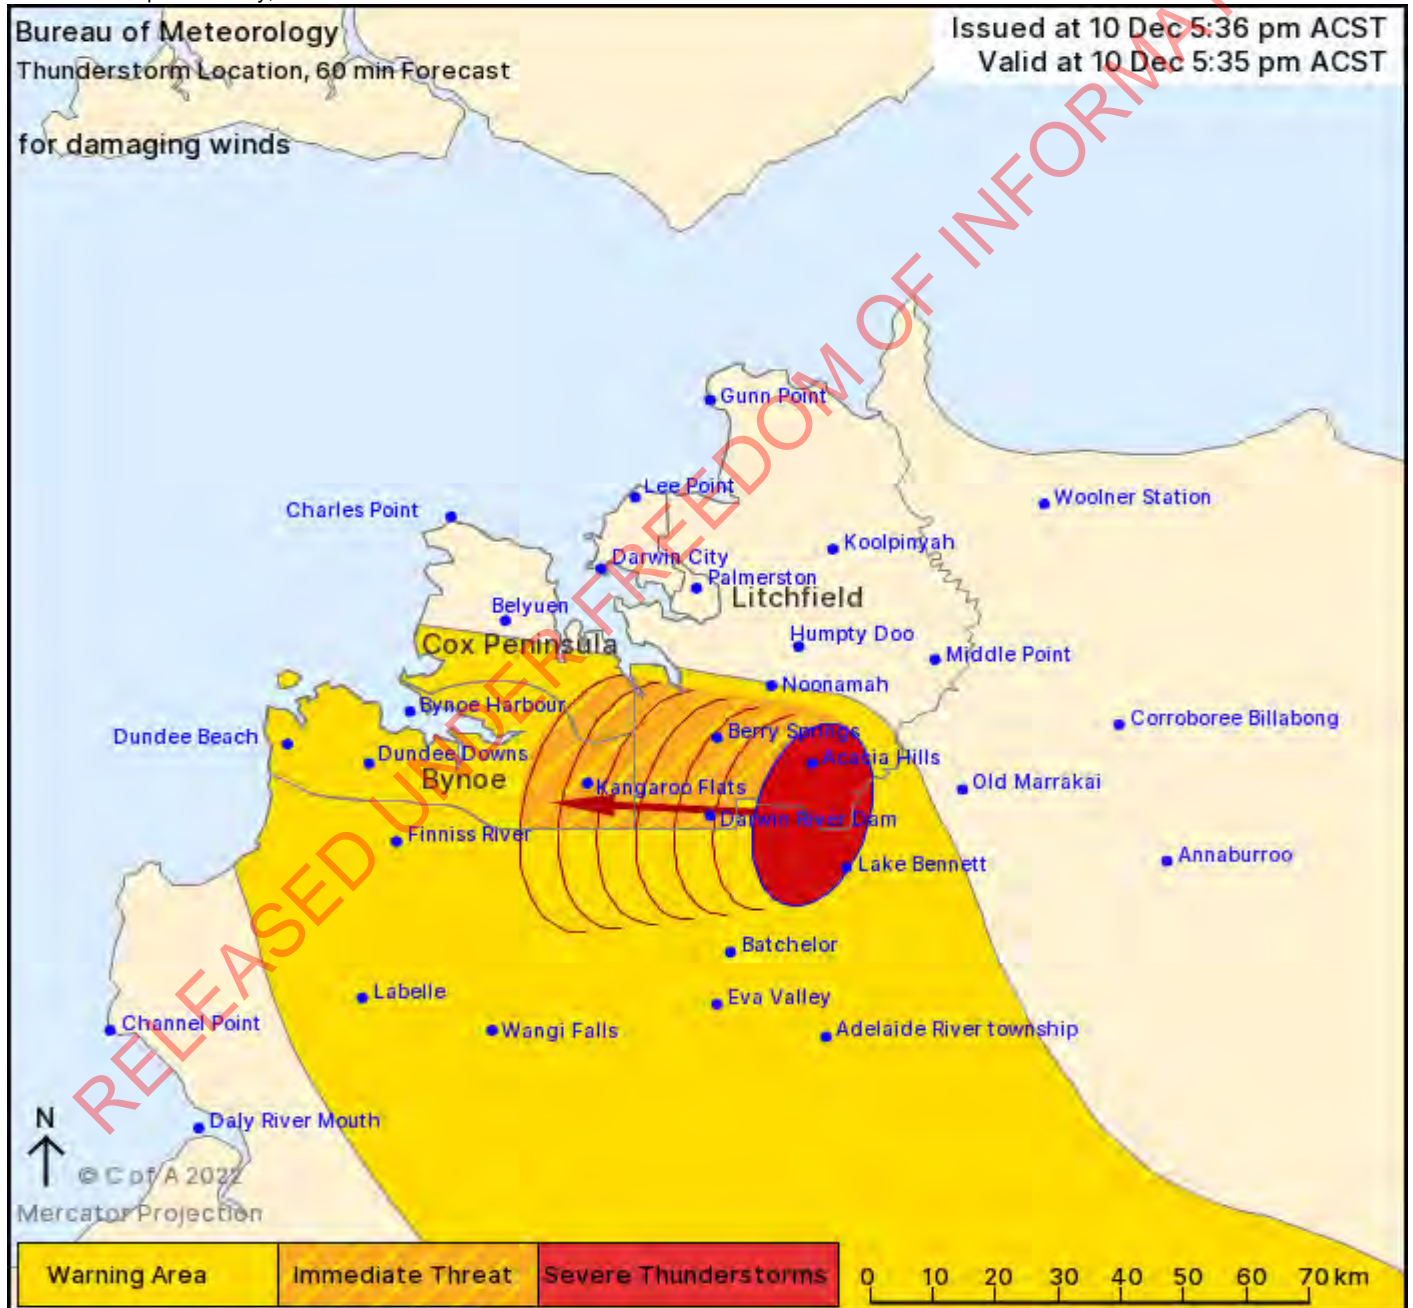 Bureau of Meteorology
Thunderstorm Location, 60 min Forecast
for damaging winds
Issued at 10 Dec 5:36 pm ACST
Valid at 10 Dec 5:35 pm ACST
RELEASED UNDER FREEDOM OF INFORMA
Gunn Point
Lee Point
Woolner Station
Charles Point
Koolpinyah
Darwin City
Palmerston
Litchfield
Belyuen
Humpty Doo
Cox Peninsula
Middle Point
Noonamah
Bynoe Harbour
Corroboree Billabong
Berry Springs
Dundee Beach
Dundee Downs
Acacia Hills
Bynoe
Kangaroo Flats
Old Marrakai
Darwin River Dam
Finniss River
Annaburroo
Lake Bennett
Batchelor
Labelle
Eva Valley
Channel Point
Wangi Falls
Adelaide River township
N
Daly River Mouth
© C of A 2022
Mercator Projection
Warning Area
Immediate Threat
Severe Thunderstorms
0 10 20 30 40 50 60 70 km